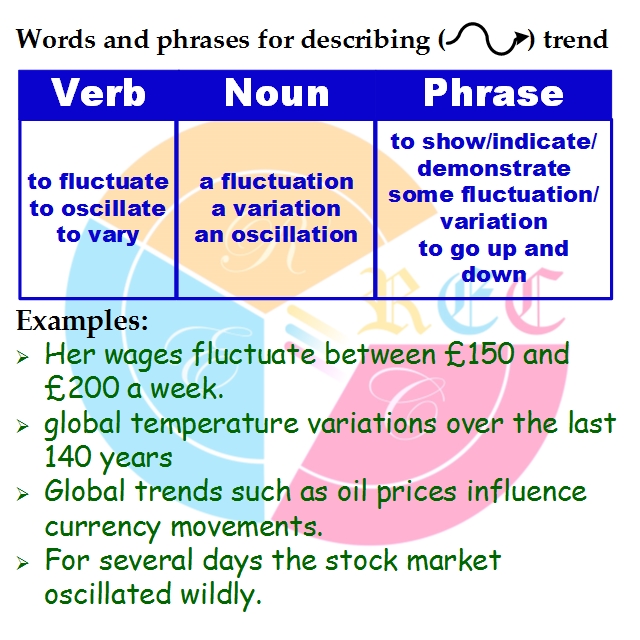 Words and phrases for describing ( ) trend
Verb Noun Phrase
to fluctuate
to oscillate
to vary
a fluctuation
a variation
an oscillation
to show/indicate/
demonstrate
some fluctuation/
variation
to go up and
down
REC
R
E
C
Examples:
➢ Her wages fluctuate between £150 and
£200 a week.
➢ global temperature variations over the last
140 years
➢ Global trends such as oil prices influence
currency movements.
➢ For several days the stock market
oscillated wildly.